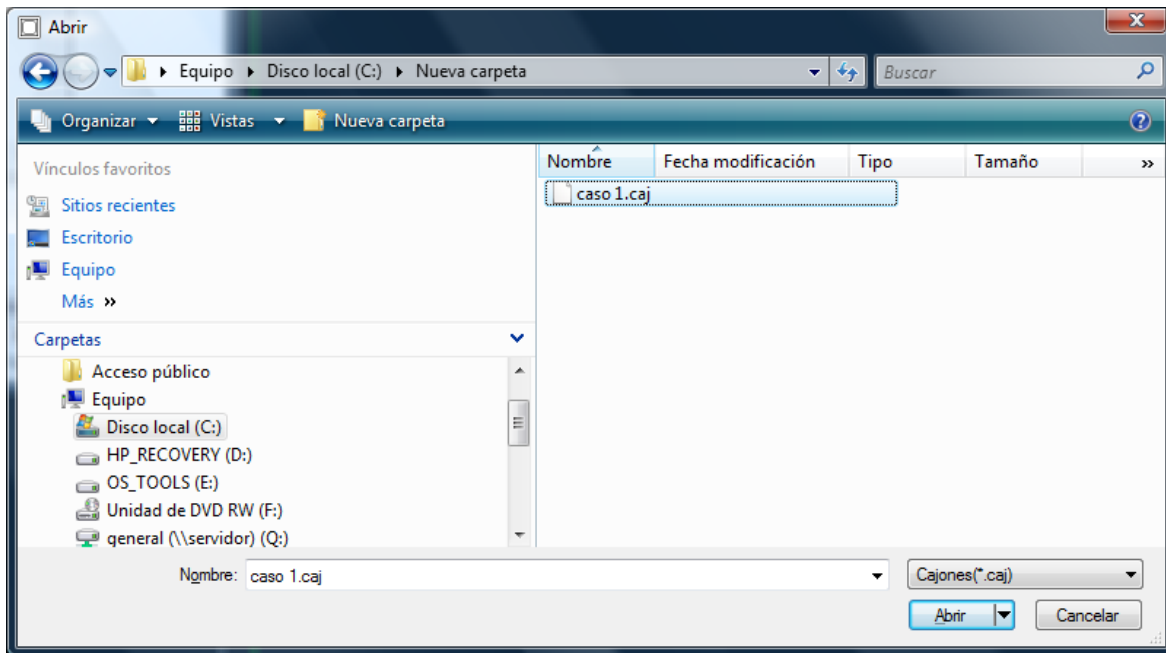 Abrir
Equipo Disco local (C:) Nueva carpeta Buscar
Organizar Vistas Nueva carpeta
Vínculos favoritos
Sitios recientes
Escritorio
Equipo
Más »
Carpetas
Acceso público
Equipo
Disco local (C:)
HP_RECOVERY (D:)
OS_TOOLS (E:)
Unidad de DVD RW (F:)
general (\\servidor) (Q:)
Nombre Fecha modificación Tipo Tamaño »
caso 1.caj
Nombre: caso 1.caj Cajones(*.caj)
Abrir Cancelar